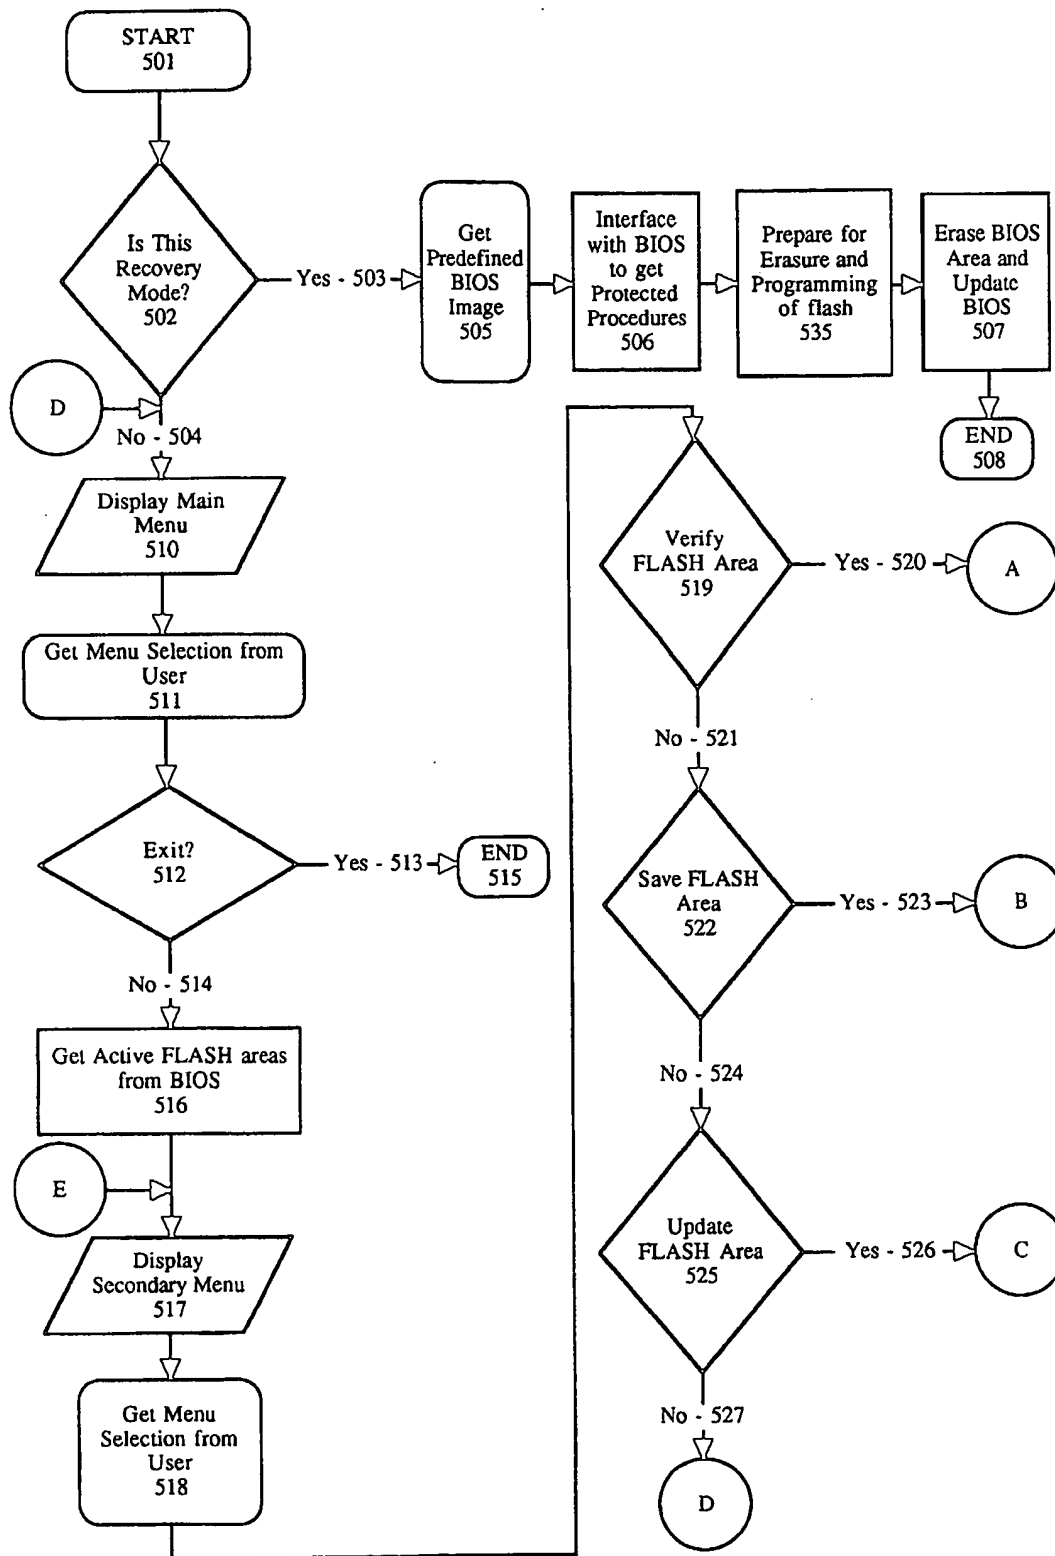 START
501
Is This
Recovery
Mode?
502
Yes - 503
Get
Predefined
BIOS
Image
505
Interface
with BIOS
to get
Protected
Procedures
506
Prepare for
Erasure and
Programming
of flash
535
Erase BIOS
Area and
Update
BIOS
507
END
508
D
No - 504
Display Main
Menu
510
Get Menu Selection from
User
511
Exit?
512
Yes - 513
END
515
No - 514
Get Active FLASH areas
from BIOS
516
E
Display
Secondary Menu
517
Get Menu
Selection from
User
518
Verify
FLASH Area
519
Yes - 520
A
No - 521
Save FLASH
Area
522
Yes - 523
B
No - 524
Update
FLASH Area
525
Yes - 526
C
No - 527
D